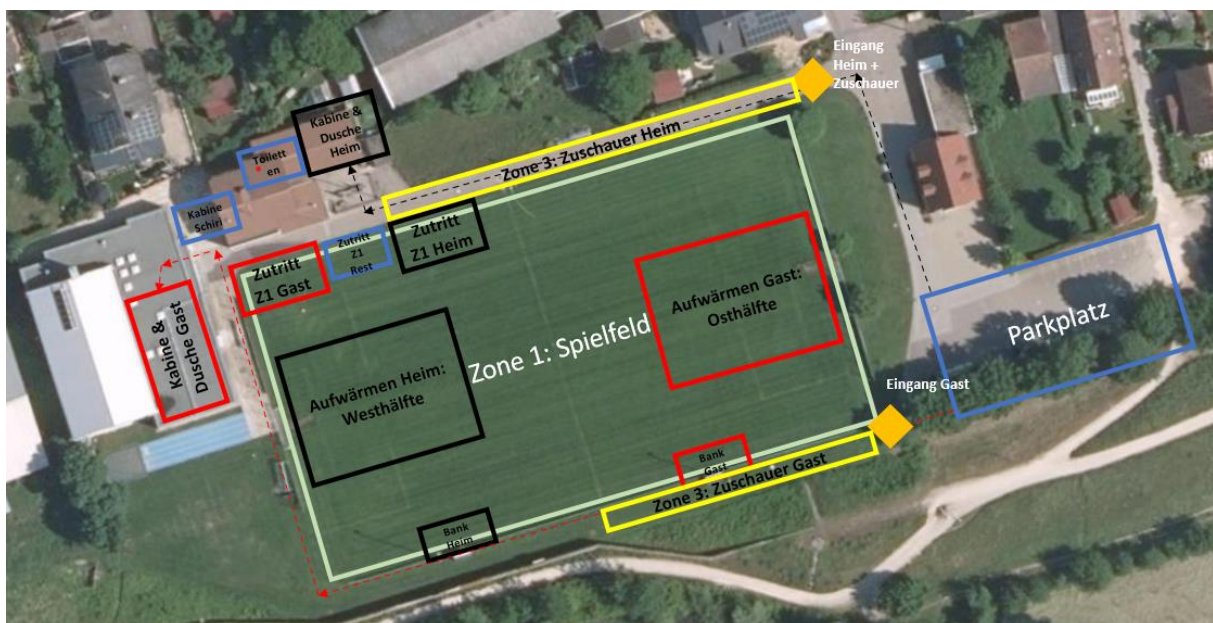 Eingang
Heim +
Zuschauer
Kabine &
Dusche
Heim
Toilett
en
Zone 3: Zuschauer Heim
Kabine
Schiri
Zutritt
Z1 Heim
Zutritt
Z1
Rest
Zutritt
Z1 Gast
Kabine &
Dusche Gast
Aufwärmen Gast:
Osthälfte
Zone 1: Spielfeld
Parkplatz
Aufwärmen Heim:
Westhälfte
Eingang Gast
Bank
Gast
Zone 3: Zuschauer Gast
Bank
Heim